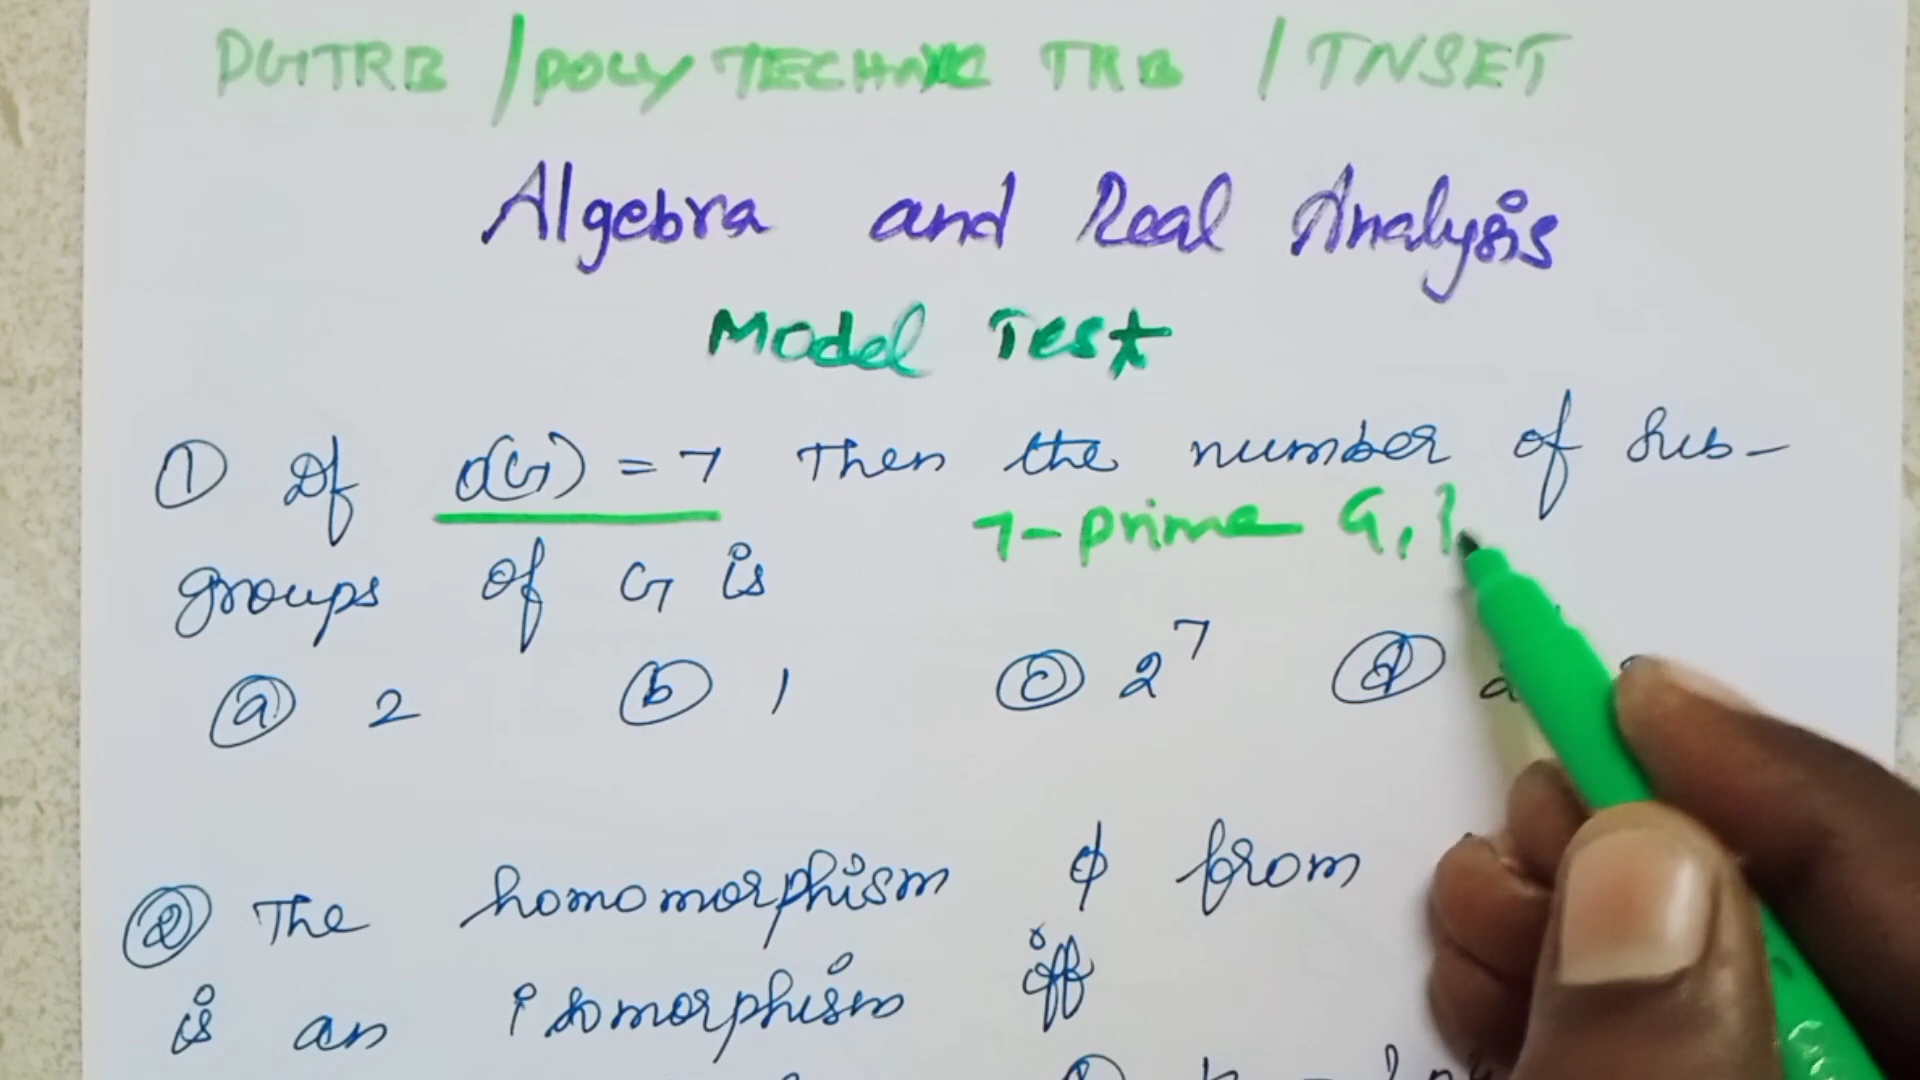 PGTRB / POLY TECHNIC TRB / TNSET
Algebra and Real Analysis
Model Test
① If o(G) = 7 Then the number of sub-
7-prime G, {
groups of G is
ⓐ 2 ⓑ 1 ⓒ 2⁷ ⓓ
② The homomorphism ϕ from
is an isomorphism iff